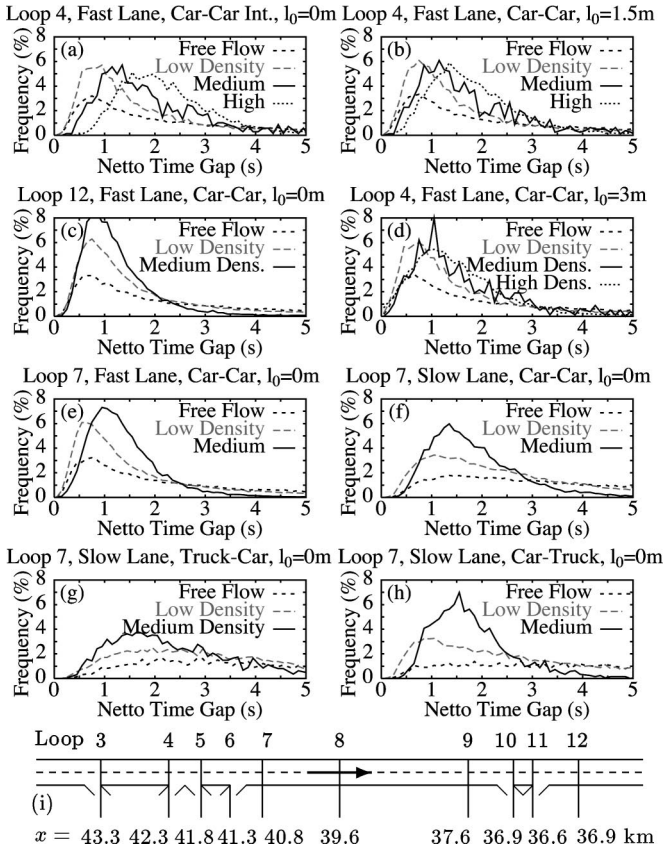 Loop 4, Fast Lane, Car-Car Int., l0=0m
Frequency (%)
8
6
4
2
0
(a)
Free Flow
Low Density
Medium
High
0 1 2 3 4 5
Netto Time Gap (s)
Loop 4, Fast Lane, Car-Car, l0=1.5m
Frequency (%)
8
6
4
2
0
(b)
Free Flow
Low Density
Medium
High
0 1 2 3 4 5
Netto Time Gap (s)
Loop 12, Fast Lane, Car-Car, l0=0m
Frequency (%)
8
6
4
2
0
(c)
Free Flow
Low Density
Medium Dens.
0 1 2 3 4 5
Netto Time Gap (s)
Loop 4, Fast Lane, Car-Car, l0=3m
Frequency (%)
8
6
4
2
0
(d)
Free Flow
Low Density
Medium Dens.
High Dens.
0 1 2 3 4 5
Netto Time Gap (s)
Loop 7, Fast Lane, Car-Car, l0=0m
Frequency (%)
8
6
4
2
0
(e)
Free Flow
Low Density
Medium
0 1 2 3 4 5
Netto Time Gap (s)
Loop 7, Slow Lane, Car-Car, l0=0m
Frequency (%)
8
6
4
2
0
(f)
Free Flow
Low Density
Medium
0 1 2 3 4 5
Netto Time Gap (s)
Loop 7, Slow Lane, Truck-Car, l0=0m
Frequency (%)
8
6
4
2
0
(g)
Free Flow
Low Density
Medium Density
0 1 2 3 4 5
Netto Time Gap (s)
Loop 7, Slow Lane, Car-Truck, l0=0m
Frequency (%)
8
6
4
2
0
(h)
Free Flow
Low Density
Medium
0 1 2 3 4 5
Netto Time Gap (s)
Loop 3 4 5 6 7 8 9 10 11 12
(i)
x = 43.3 42.3 41.8 41.3 40.8 39.6 37.6 36.9 36.6 36.9 km